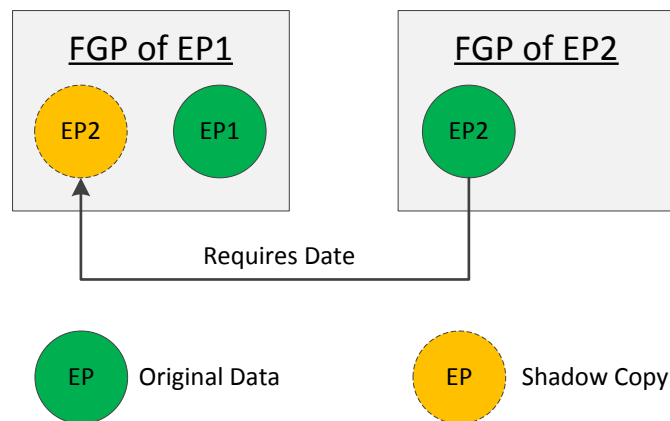 FGP of EP1
FGP of EP2
EP2
EP1
EP2
Requires Date
EP
Original Data
EP
Shadow Copy